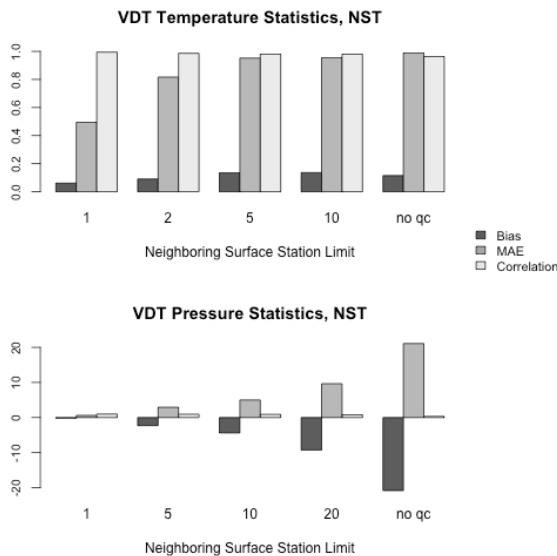 VDT Temperature Statistics, NST
1.0
0.8
0.6
0.4
0.2
0.0
1 2 5 10 no qc
Neighboring Surface Station Limit
Bias
MAE
Correlation
VDT Pressure Statistics, NST
20
10
0
-10
-20
1 5 10 20 no qc
Neighboring Surface Station Limit